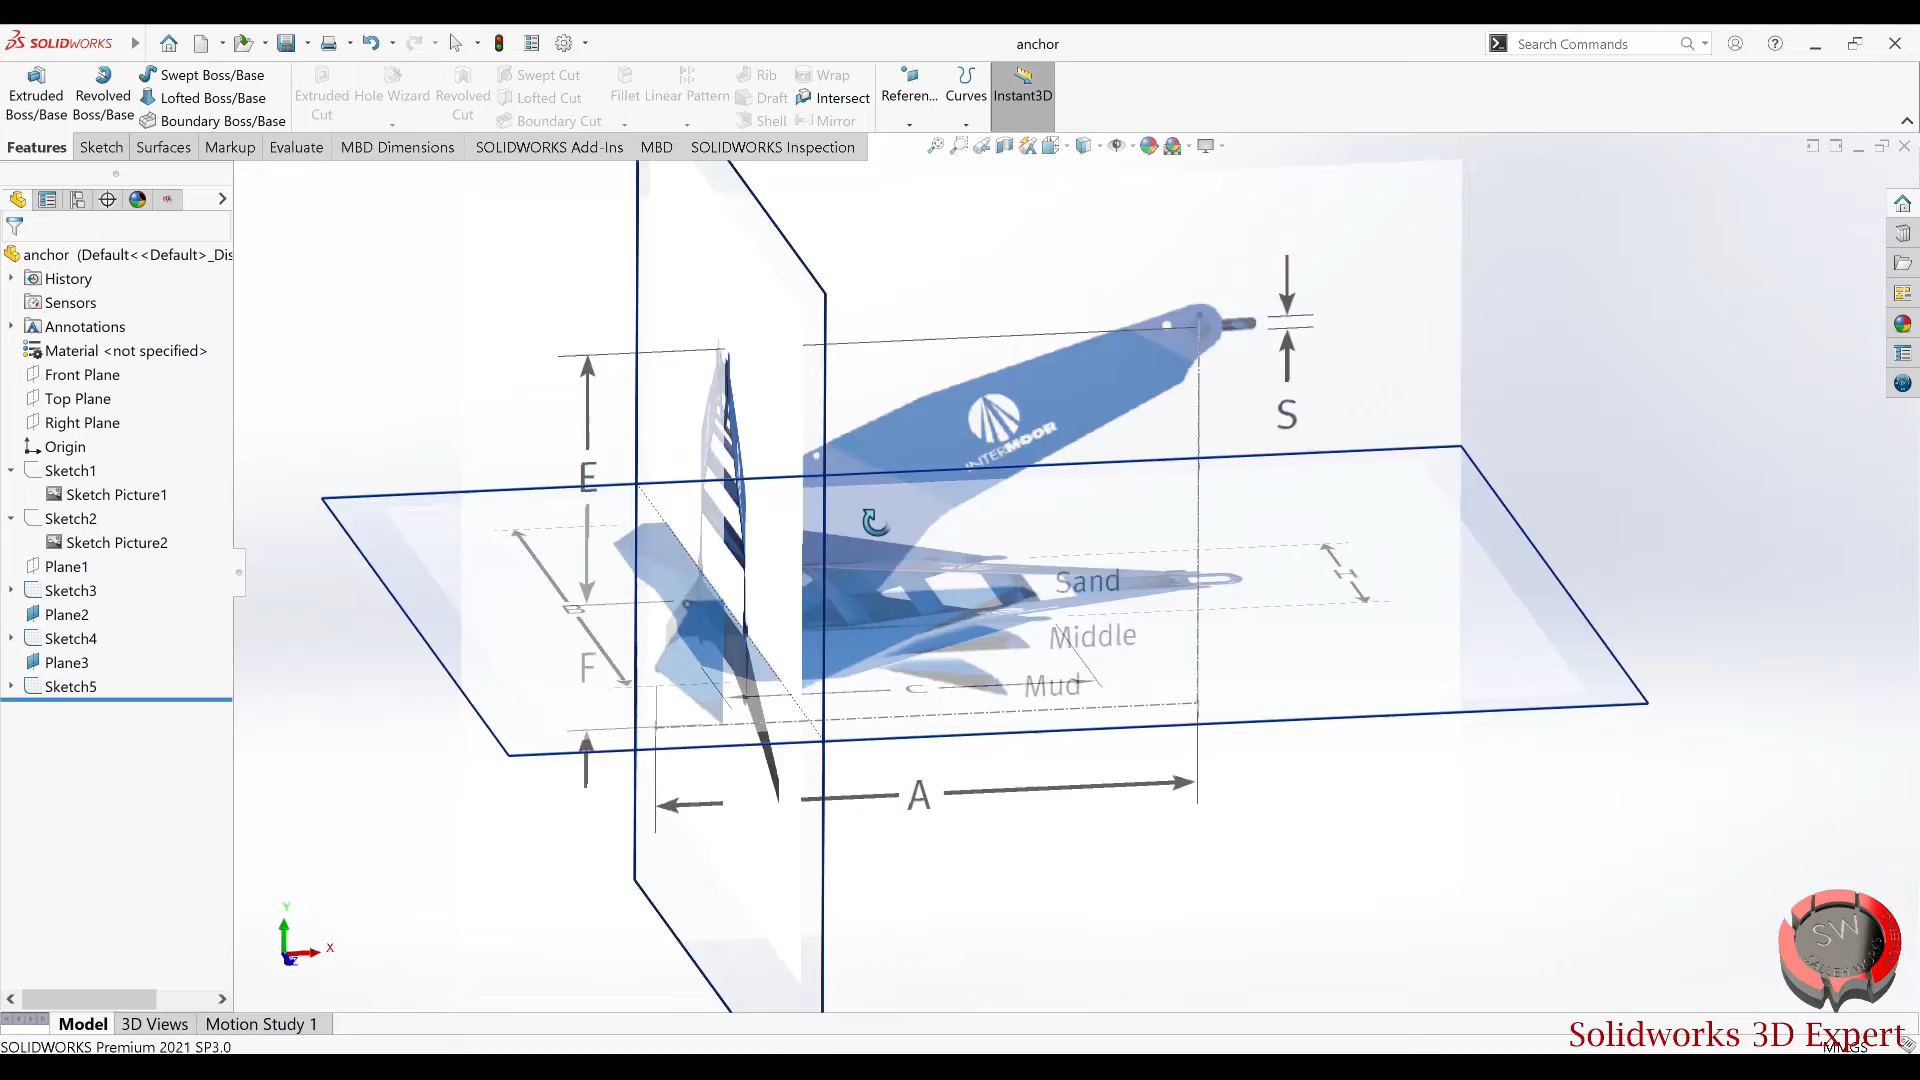 SOLIDWORKS
anchor
Search Commands
Extruded Boss/Base
Revolved Boss/Base
Swept Boss/Base
Lofted Boss/Base
Boundary Boss/Base
Extruded Cut
Hole Wizard
Revolved Cut
Swept Cut
Lofted Cut
Boundary Cut
Fillet
Linear Pattern
Rib
Draft
Shell
Wrap
Intersect
Mirror
Referen...
Curves
Instant3D
Features
Sketch
Surfaces
Markup
Evaluate
MBD Dimensions
SOLIDWORKS Add-Ins
MBD
SOLIDWORKS Inspection
anchor (Default<<Default>_Dis
History
Sensors
Annotations
Material <not specified>
Front Plane
Top Plane
Right Plane
Origin
Sketch1
Sketch Picture1
Sketch2
Sketch Picture2
Plane1
Sketch3
Plane2
Sketch4
Plane3
Sketch5
S
INTERMOOR
E
B
H
Sand
Middle
F
C
Mud
A
Y
X
Z
SW
SALLEH WORKS
Model
3D Views
Motion Study 1
Solidworks 3D Expert
SOLIDWORKS Premium 2021 SP3.0
MMGS